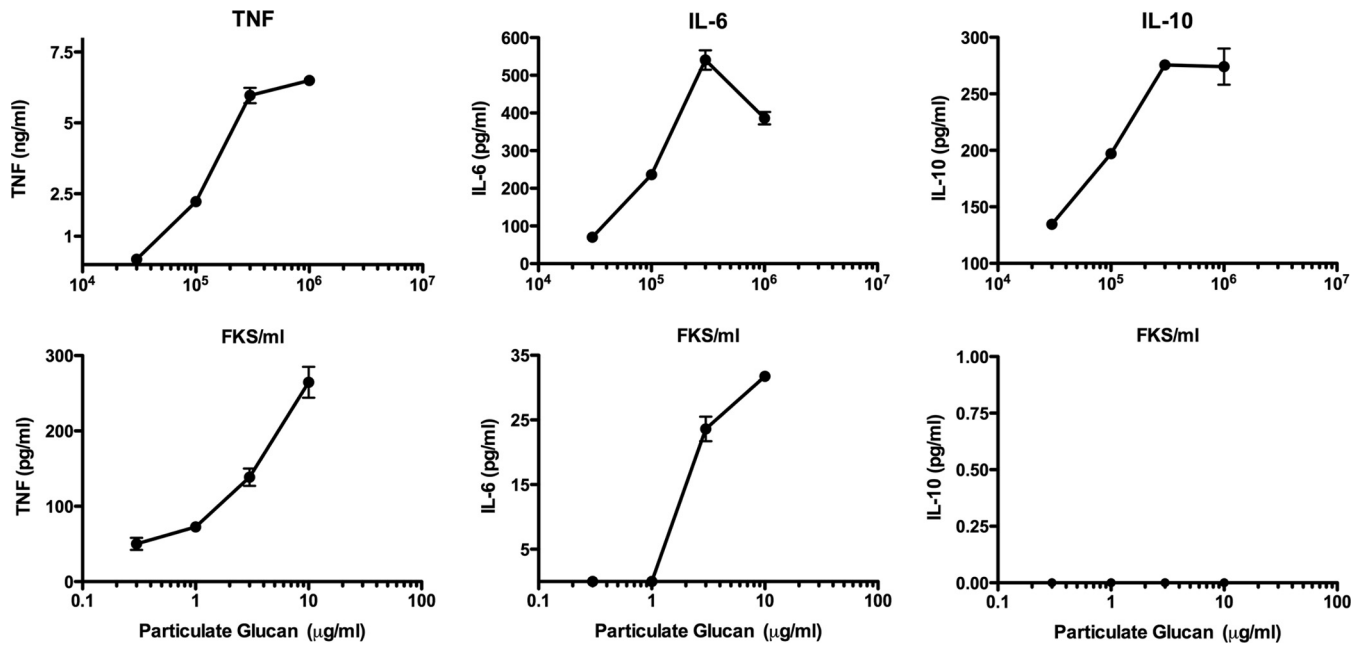 TNF
IL-6
IL-10
TNF (ng/ml)
7.5
5
2.5
1
10⁴ 10⁵ 10⁶ 10⁷
IL-6 (pg/ml)
600
500
400
300
200
100
0
10⁴ 10⁵ 10⁶ 10⁷
IL-10 (pg/ml)
300
250
200
150
100
10⁴ 10⁵ 10⁶ 10⁷
FKS/ml
FKS/ml
FKS/ml
TNF (pg/ml)
300
200
100
0
0.1 1 10 100
Particulate Glucan (μg/ml)
IL-6 (pg/ml)
35
25
15
5
0.1 1 10 100
Particulate Glucan (μg/ml)
IL-10 (pg/ml)
1.00
0.75
0.50
0.25
0.00
0.1 1 10 100
Particulate Glucan (μg/ml)